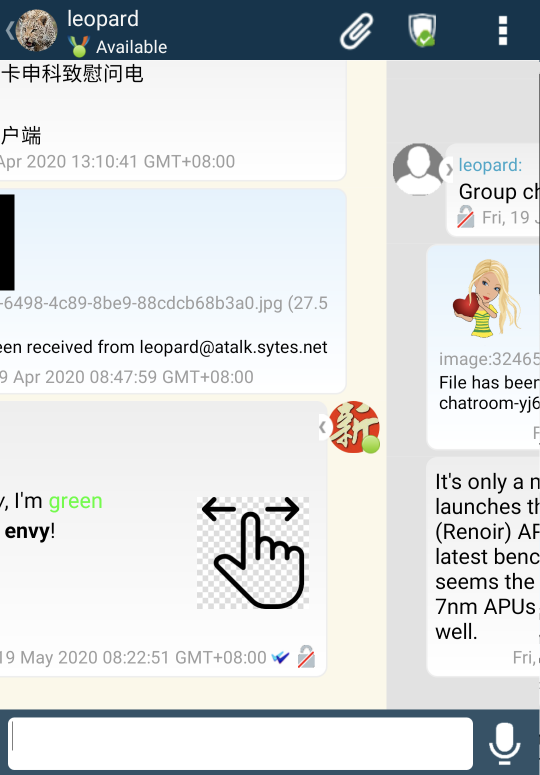 leopard
Available
卡申科致慰问电
户端
Apr 2020 13:10:41 GMT+08:00
-6498-4c89-8be9-88cdcb68b3a0.jpg (27.5
een received from leopard@atalk.sytes.net
9 Apr 2020 08:47:59 GMT+08:00
新
y, I'm green
envy!
19 May 2020 08:22:51 GMT+08:00
leopard:
Group ch
Fri, 19 J
image:32465
File has been
chatroom-yj6
F
It's only a n
launches th
(Renoir) AP
latest benc
seems the
7nm APUs
well.
Fri,